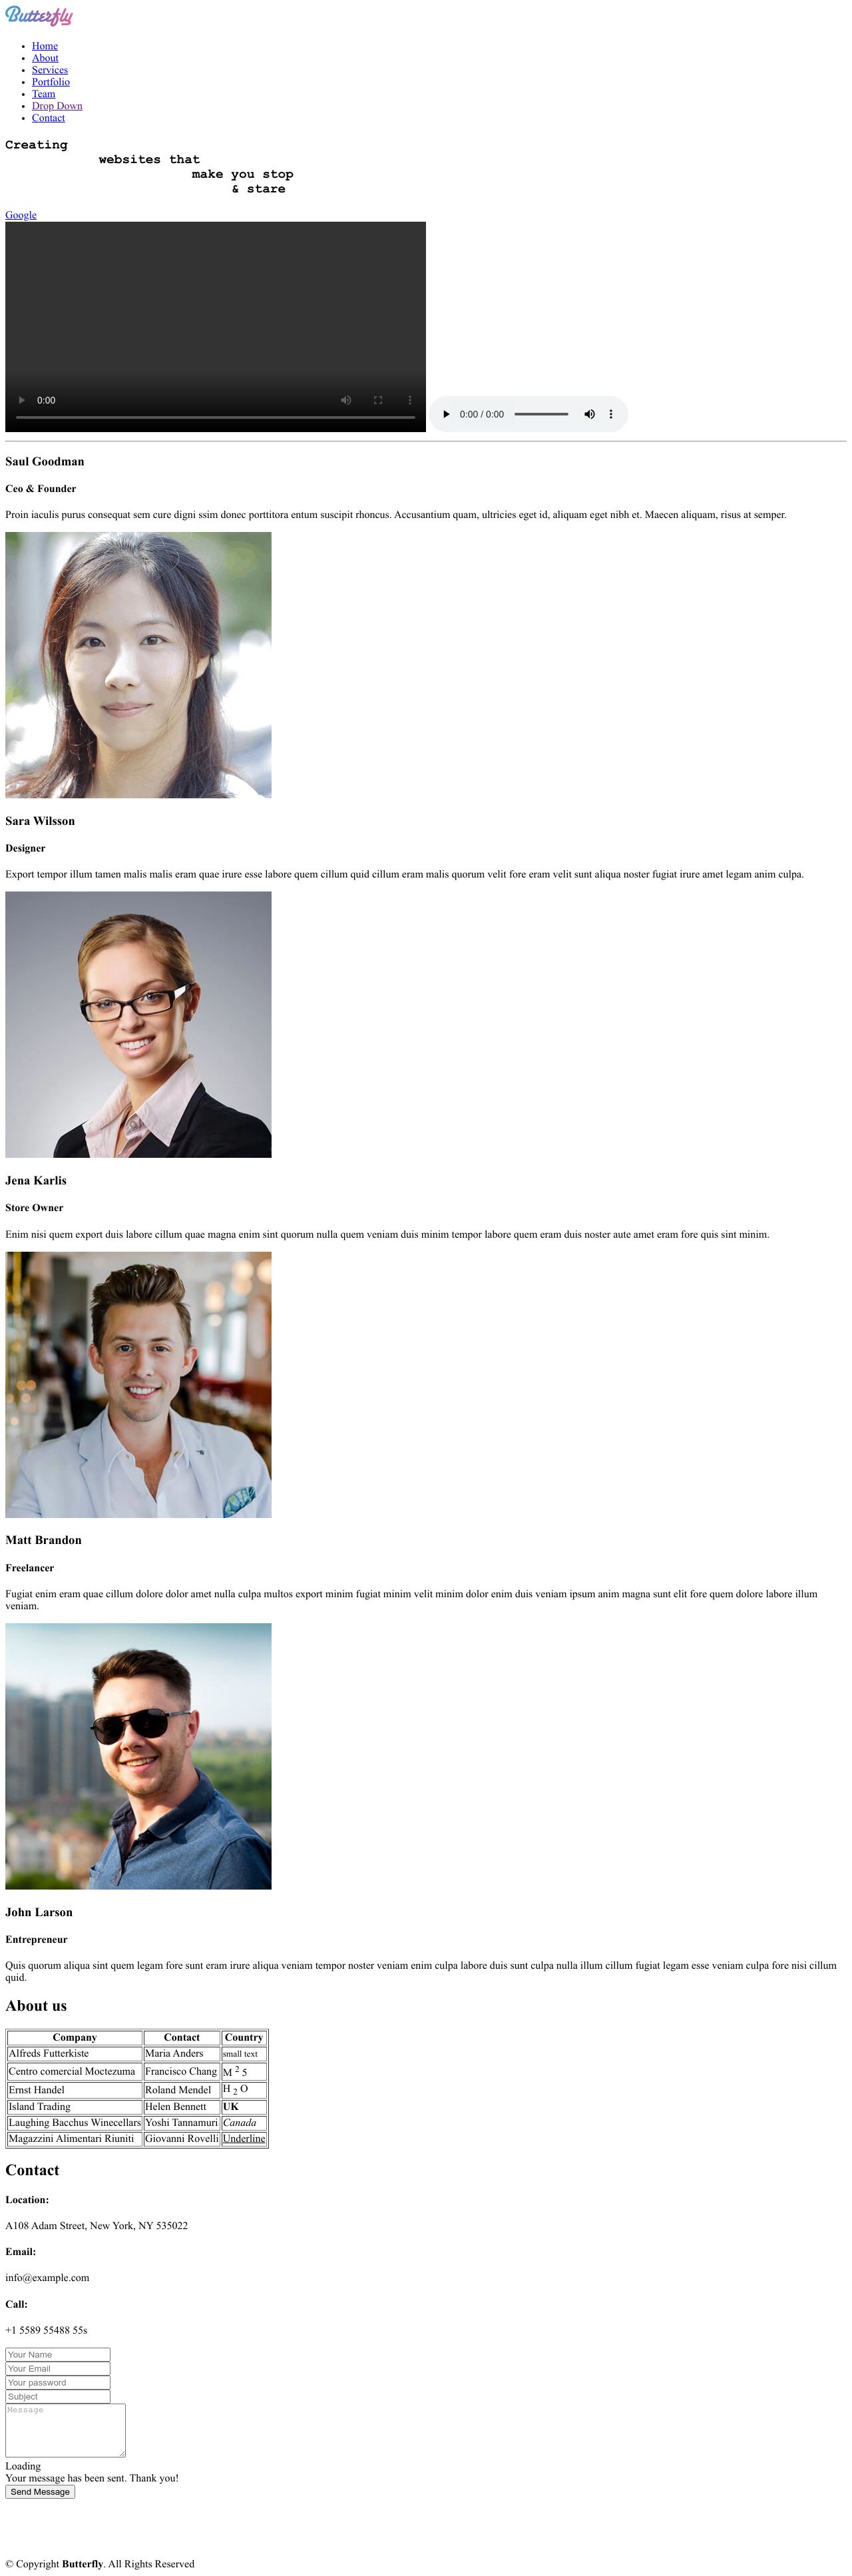 Butterfly
Home
About
Services
Portfolio
Team
Drop Down
Contact
Creating
websites that
make you stop
& stare
Google
0:00
0:00 / 0:00
Saul Goodman
Ceo & Founder
Proin iaculis purus consequat sem cure digni ssim donec porttitora entum suscipit rhoncus. Accusantium quam, ultricies eget id, aliquam eget nibh et. Maecen aliquam, risus at semper.
Sara Wilsson
Designer
Export tempor illum tamen malis malis eram quae irure esse labore quem cillum quid cillum eram malis quorum velit fore eram velit sunt aliqua noster fugiat irure amet legam anim culpa.
Jena Karlis
Store Owner
Enim nisi quem export duis labore cillum quae magna enim sint quorum nulla quem veniam duis minim tempor labore quem eram duis noster aute amet eram fore quis sint minim.
Matt Brandon
Freelancer
Fugiat enim eram quae cillum dolore dolor amet nulla culpa multos export minim fugiat minim velit minim dolor enim duis veniam ipsum anim magna sunt elit fore quem dolore labore illum
veniam.
John Larson
Entrepreneur
Quis quorum aliqua sint quem legam fore sunt eram irure aliqua veniam tempor noster veniam enim culpa labore duis sunt culpa nulla illum cillum fugiat legam esse veniam culpa fore nisi cillum
quid.
About us
Company Contact Country
Alfreds Futterkiste Maria Anders small text
Centro comercial Moctezuma Francisco Chang M 2 5
Ernst Handel Roland Mendel H 2 O
Island Trading Helen Bennett UK
Laughing Bacchus Winecellars Yoshi Tannamuri Canada
Magazzini Alimentari Riuniti Giovanni Rovelli Underline
Contact
Location:
A108 Adam Street, New York, NY 535022
Email:
info@example.com
Call:
+1 5589 55488 55s
Your Name
Your Email
Your password
Subject
Message
Loading
Your message has been sent. Thank you!
Send Message
© Copyright Butterfly. All Rights Reserved